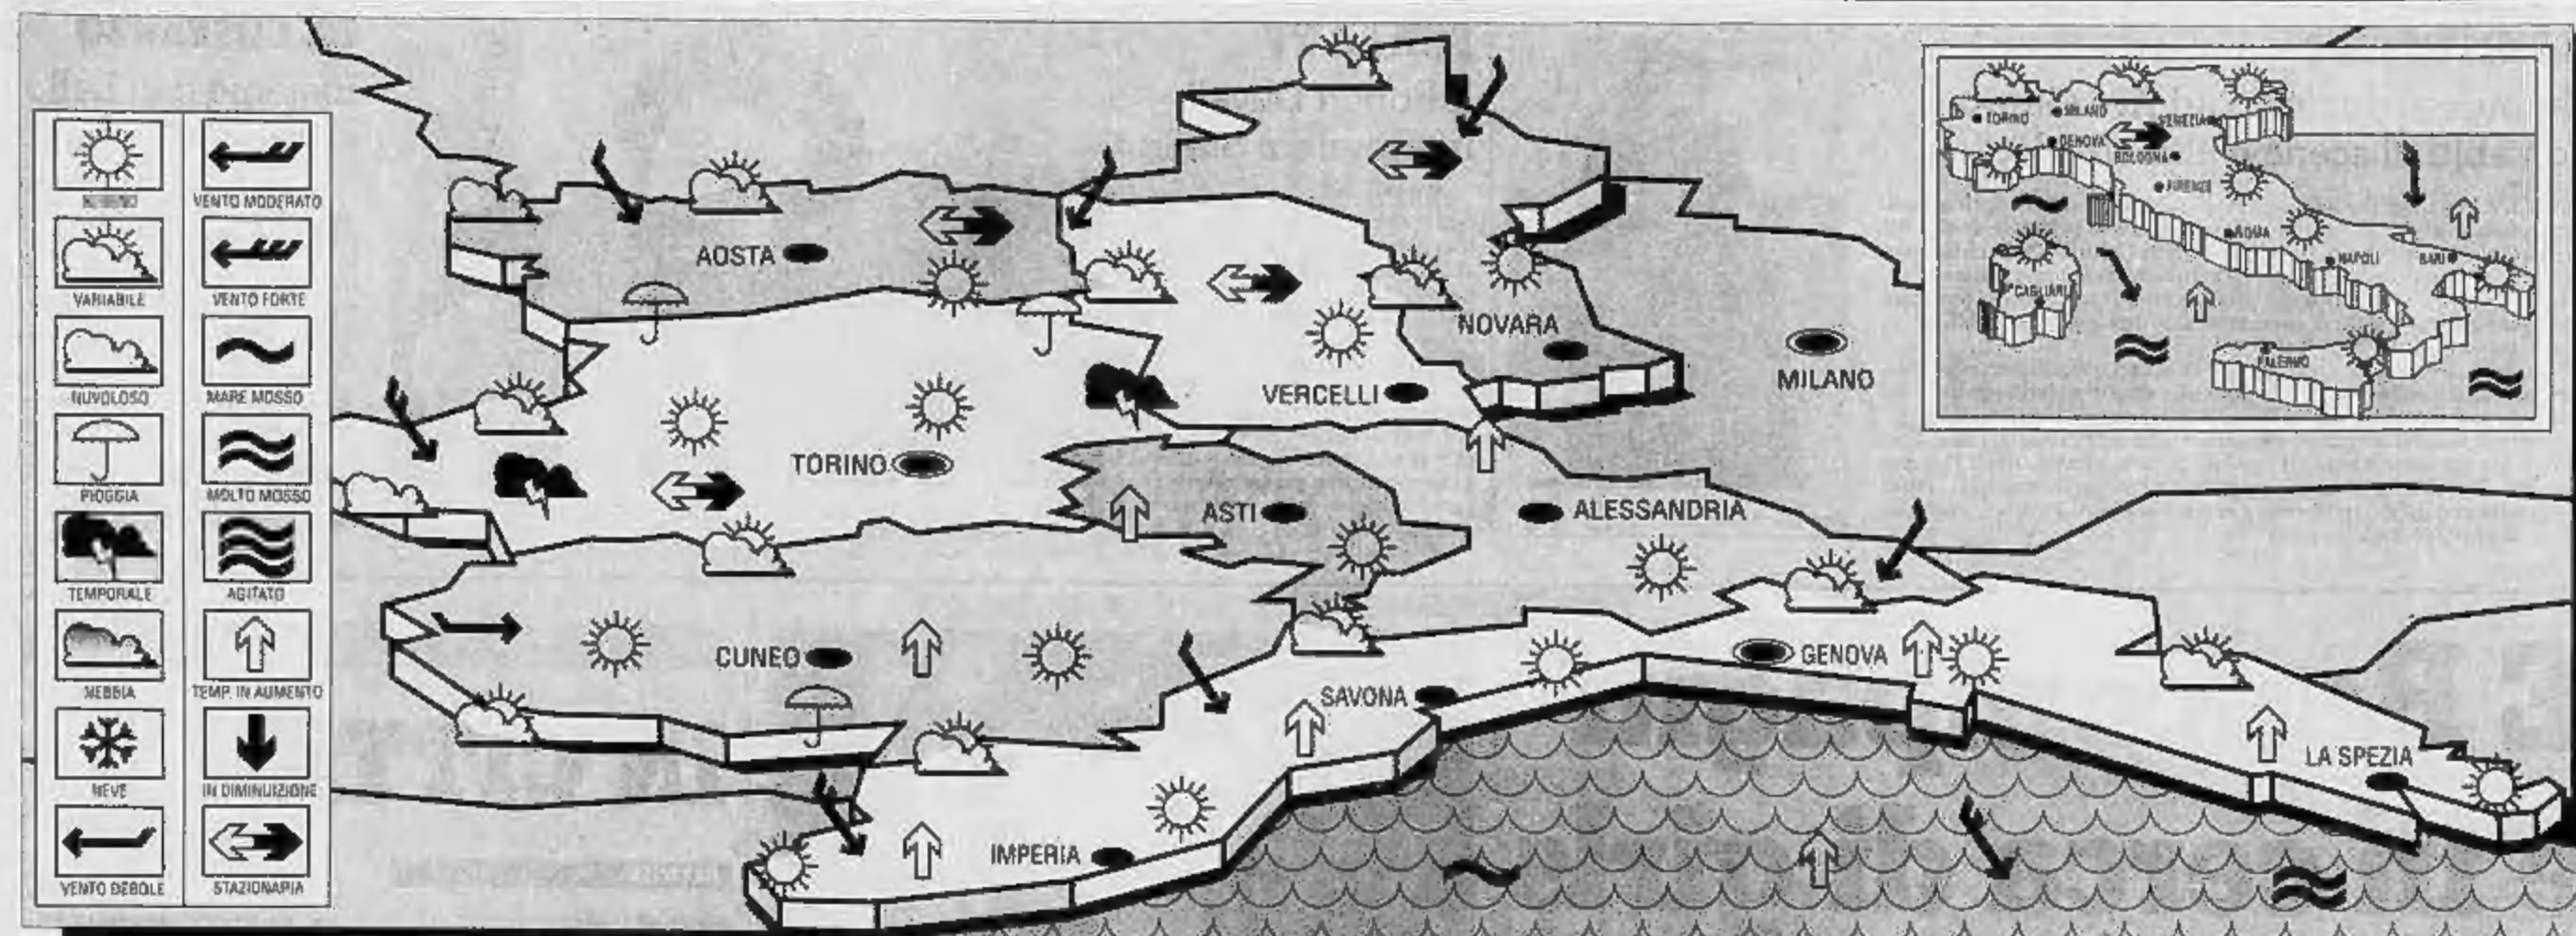 VENTO MODERATO
VARIABILE
VENTO FORTE
NUVOLOSO
MARE MOSSO
PIOGGIA
MOLTO MOSSO
TEMPORALE
AGITATO
NEBBIA
TEMP. IN AUMENTO
NEVE
IN DIMINUIZIONE
VENTO DEBOLE
STAZIONARIA
AOSTA
NOVARA
MILANO
VERCELLI
TORINO
ASTI
ALESSANDRIA
CUNEO
GENOVA
SAVONA
LA SPEZIA
IMPERIA
TORINO
MILANO
VENEZIA
GENOVA
BOLOGNA
FIRENZE
ROMA
NAPOLI
BARI
CAGLIARI
PALERMO